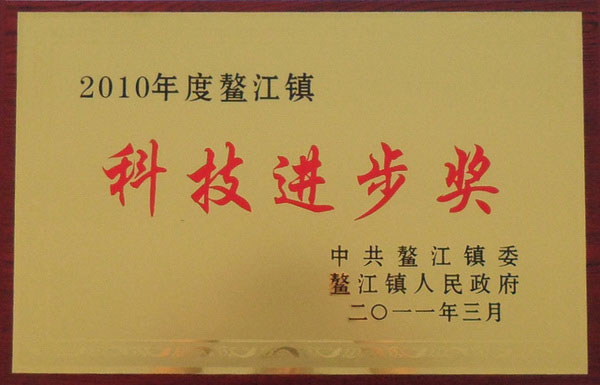 2010年度鳌江镇
科技进步奖
中共鳌江镇委
鳌江镇人民政府
二〇一一年三月